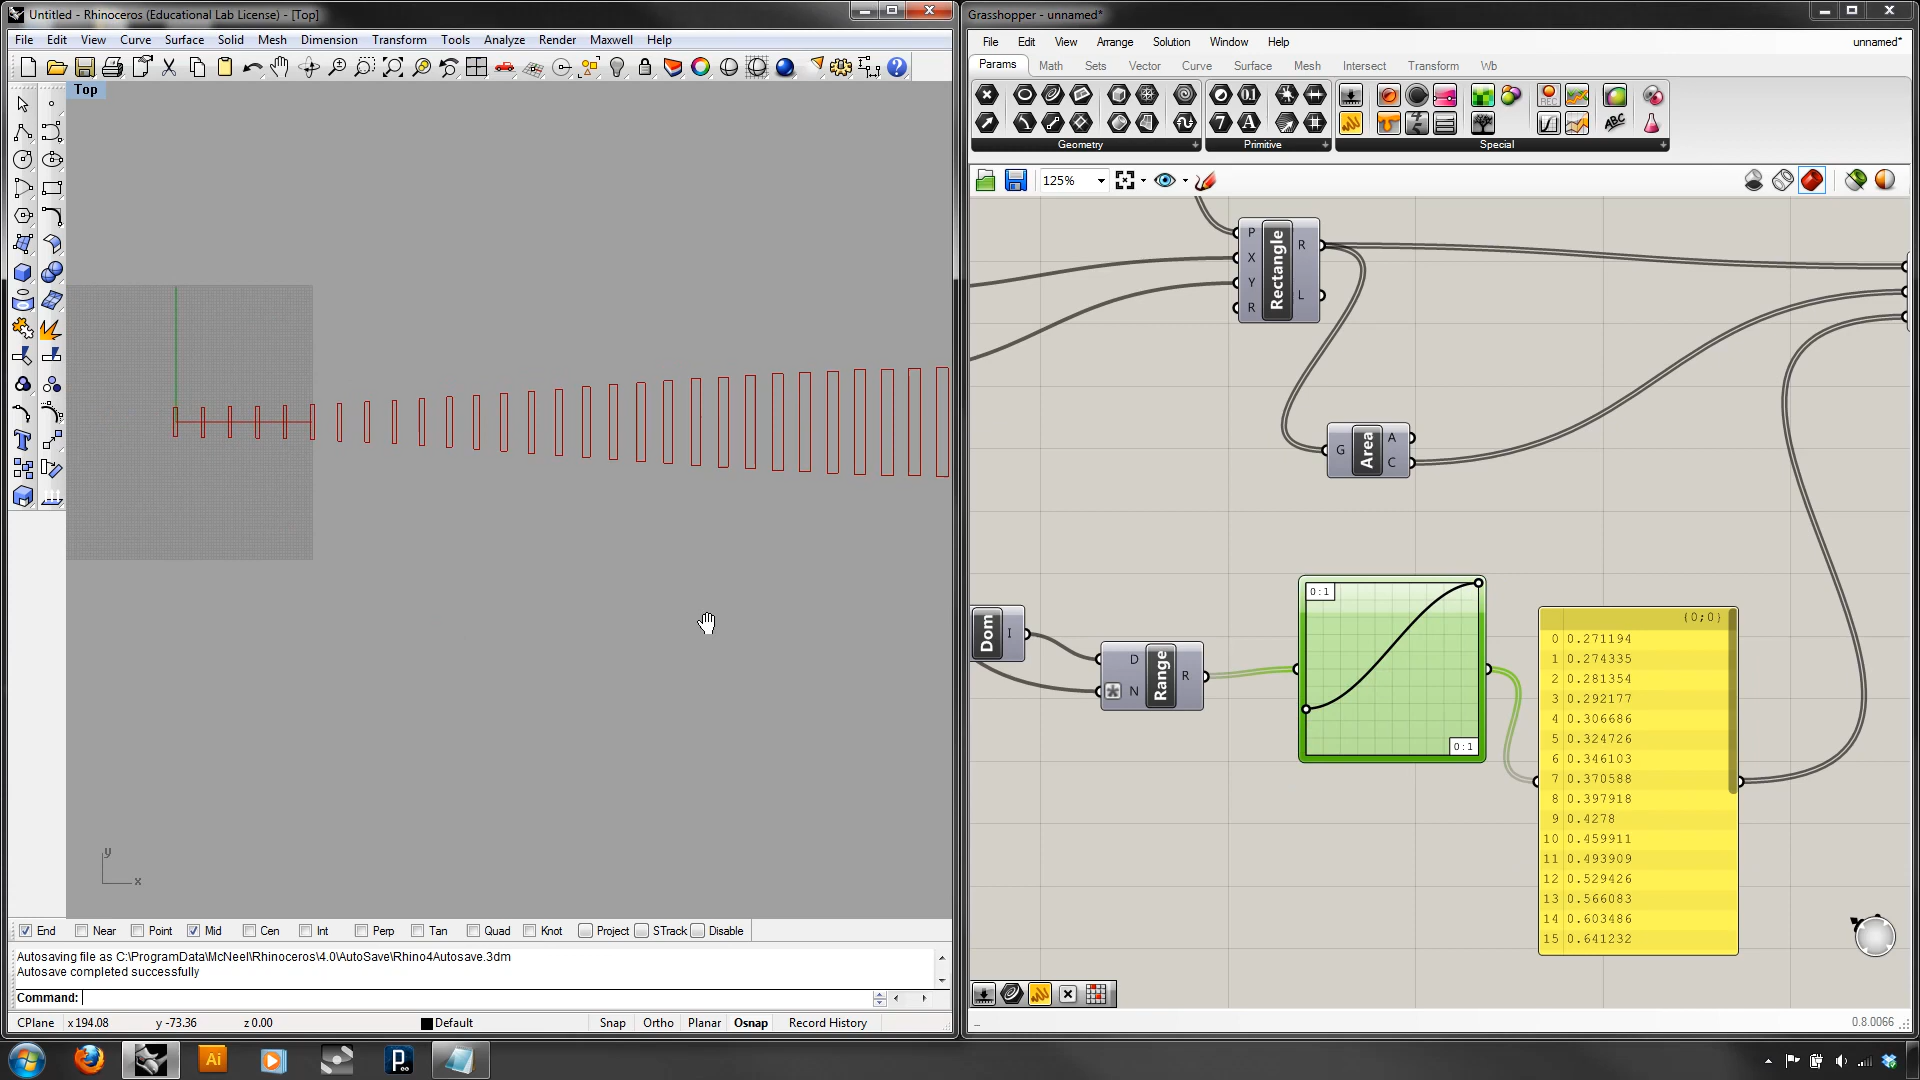 Untitled - Rhinoceros (Educational Lab License) - [Top]
File Edit View Curve Surface Solid Mesh Dimension Transform Tools Analyze Render Maxwell Help
Top
y
x
End Near Point Mid Cen Int Perp Tan Quad Knot Project STrack Disable
Autosaving file as C:\ProgramData\McNeel\Rhinoceros\4.0\AutoSave\Rhino4Autosave.3dm
Autosave completed successfully
Command:
CPlane x 194.08 y -73.36 z 0.00 Default Snap Ortho Planar Osnap Record History
Grasshopper - unnamed*
File Edit View Arrange Solution Window Help unnamed*
Params Math Sets Vector Curve Surface Mesh Intersect Transform Wb
Geometry Primitive Special
125%
P
X
Y
R
Rectangle
R
L
G
Area
A
C
Dom
I
D
N
Range
R
0:1
0:1
{0;0}
0 0.271194
1 0.274335
2 0.281354
3 0.292177
4 0.306686
5 0.324726
6 0.346103
7 0.370588
8 0.397918
9 0.4278
10 0.459911
11 0.493909
12 0.529426
13 0.566083
14 0.603486
15 0.641232
0.8.0066
Ai